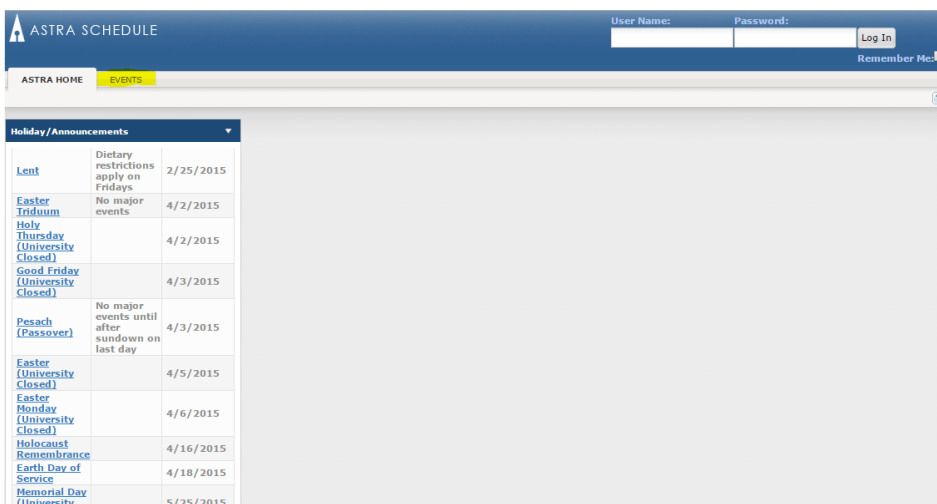 ASTRA SCHEDULE
User Name:
Password:
Log In
Remember Me:
ASTRA HOME
EVENTS
Holiday/Announcements
Lent
Dietary
restrictions
apply on
Fridays
2/25/2015
Easter
Triduum
No major
events
4/2/2015
Holy
Thursday
(University
Closed)
4/2/2015
Good Friday
(University
Closed)
4/3/2015
Pesach
(Passover)
No major
events until
after
sundown on
last day
4/3/2015
Easter
(University
Closed)
4/5/2015
Easter
Monday
(University
Closed)
4/6/2015
Holocaust
Remembrance
4/16/2015
Earth Day of
Service
4/18/2015
Memorial Day
(University
5/25/2015